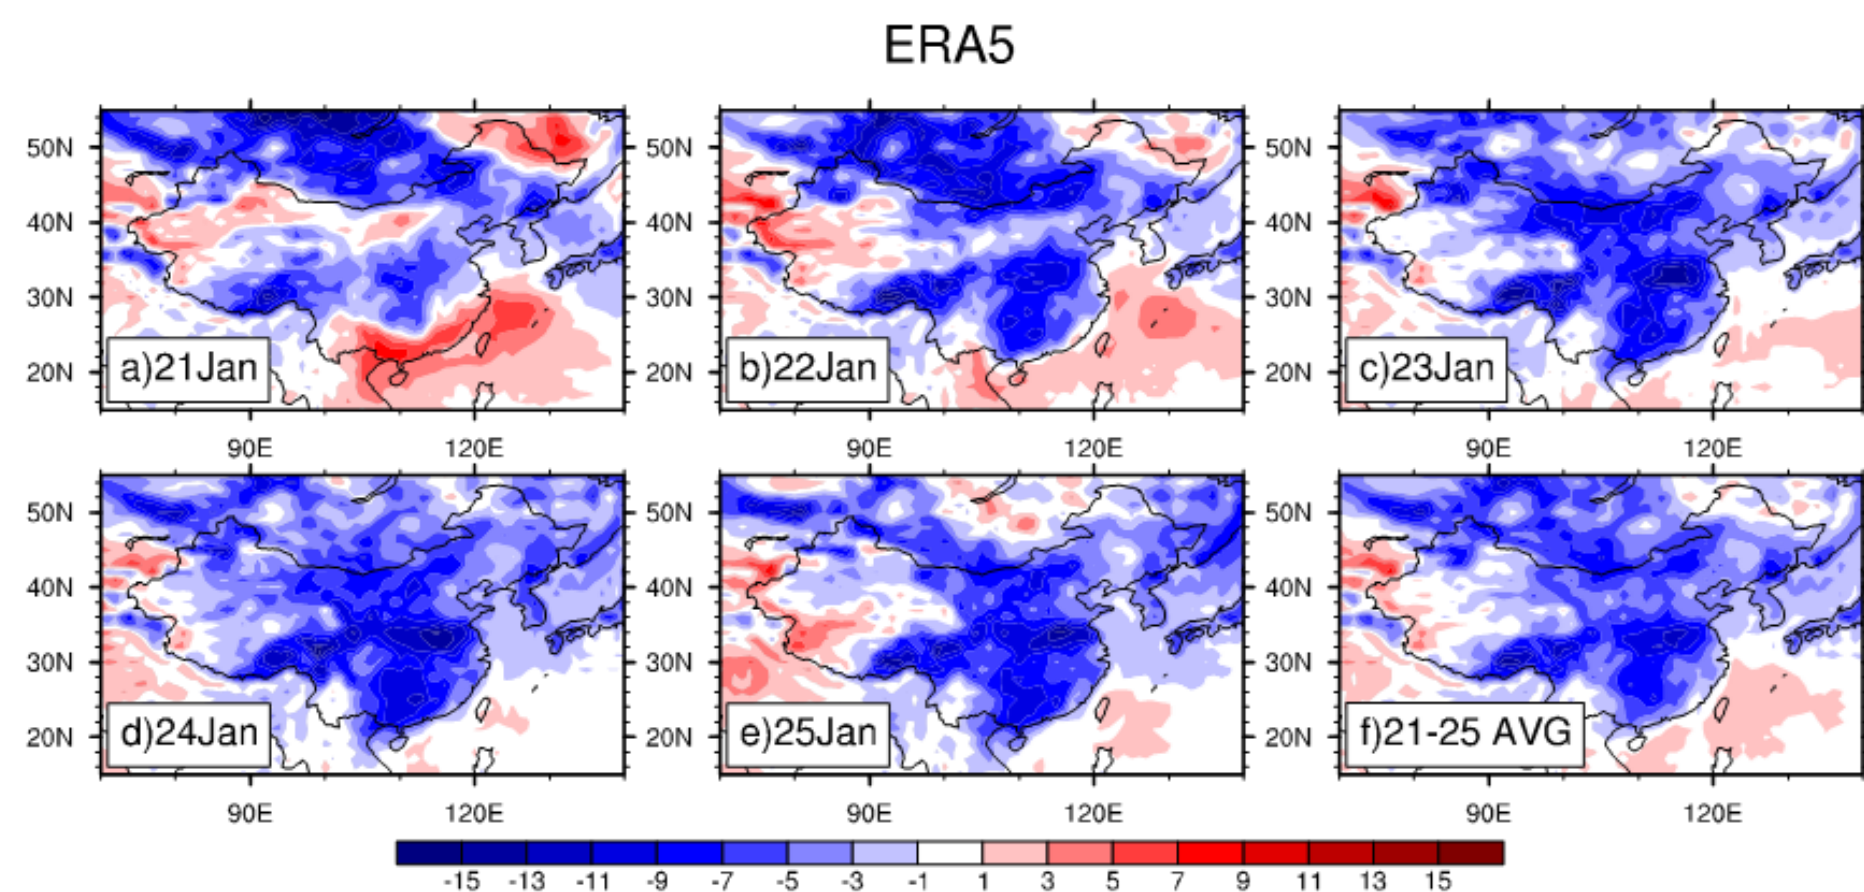 ERA5
50N 50N 50N
40N 40N 40N
30N 30N 30N
20N 20N 20N
a)21Jan b)22Jan c)23Jan
90E 120E 90E 120E 90E 120E
50N 50N 50N
40N 40N 40N
30N 30N 30N
20N 20N 20N
d)24Jan e)25Jan f)21-25 AVG
90E 120E 90E 120E 90E 120E
-15 -13 -11 -9 -7 -5 -3 -1 1 3 5 7 9 11 13 15